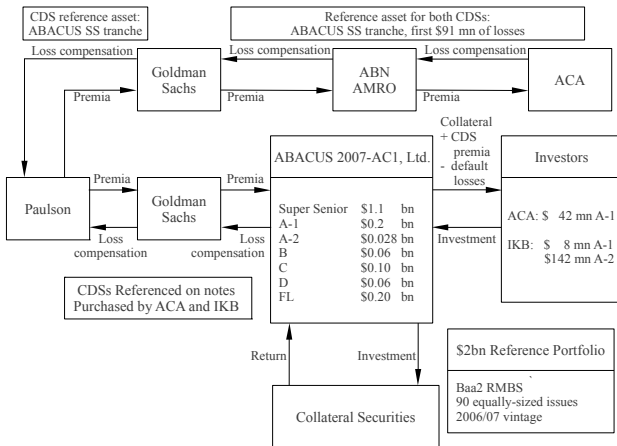 CDS reference asset:
ABACUS SS tranche
Reference asset for both CDSs:
ABACUS SS tranche, first $91 mn of losses
Loss compensation
Loss compensation
Loss compensation
Goldman
Sachs
ABN
AMRO
ACA
Premia
Premia
Premia
Collateral
+ CDS
premia
- default
losses
ABACUS 2007-AC1, Ltd.
Investors
Paulson
Premia
Goldman
Sachs
Premia
Loss
compensation
Loss
compensation
Super Senior $1.1 bn
A-1 $0.2 bn
A-2 $0.028 bn
B $0.06 bn
C $0.10 bn
D $0.06 bn
FL $0.20 bn
Investment
ACA: $ 42 mn A-1
IKB: $ 8 mn A-1
$142 mn A-2
CDSs Referenced on notes
Purchased by ACA and IKB
Return
Investment
$2bn Reference Portfolio
Baa2 RMBS
90 equally-sized issues
2006/07 vintage
Collateral Securities